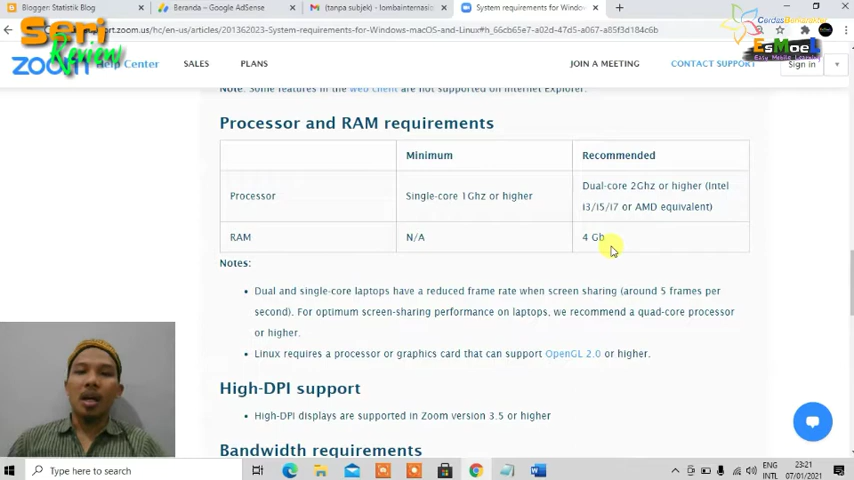 Blogger: Statistik Blog
Beranda – Google AdSense
(tanpa subjek) - lombainternasi
System requirements for Window
ort.zoom.us/hc/en-us/articles/201362023-System-requirements-for-Windows-macOS-and-Linux#h_66cb65e7-a02d-47d5-a067-a85f3d184c6b
Seri
Review
CerdasBerkarakter
EsMoeL
Easy Mobile Learning
zoom Help Center
SALES
PLANS
JOIN A MEETING
CONTACT SUPPORT
Sign in
Note: Some features in the web client are not supported on Internet Explorer.
Processor and RAM requirements
Minimum Recommended
Processor Single-core 1Ghz or higher Dual-core 2Ghz or higher (Intel
i3/i5/i7 or AMD equivalent)
RAM N/A 4 Gb
Notes:
• Dual and single-core laptops have a reduced frame rate when screen sharing (around 5 frames per
second). For optimum screen-sharing performance on laptops, we recommend a quad-core processor
or higher.
• Linux requires a processor or graphics card that can support OpenGL 2.0 or higher.
High-DPI support
• High-DPI displays are supported in Zoom version 3.5 or higher
Bandwidth requirements
Type here to search
ENG
INTL
23:21
07/01/2021